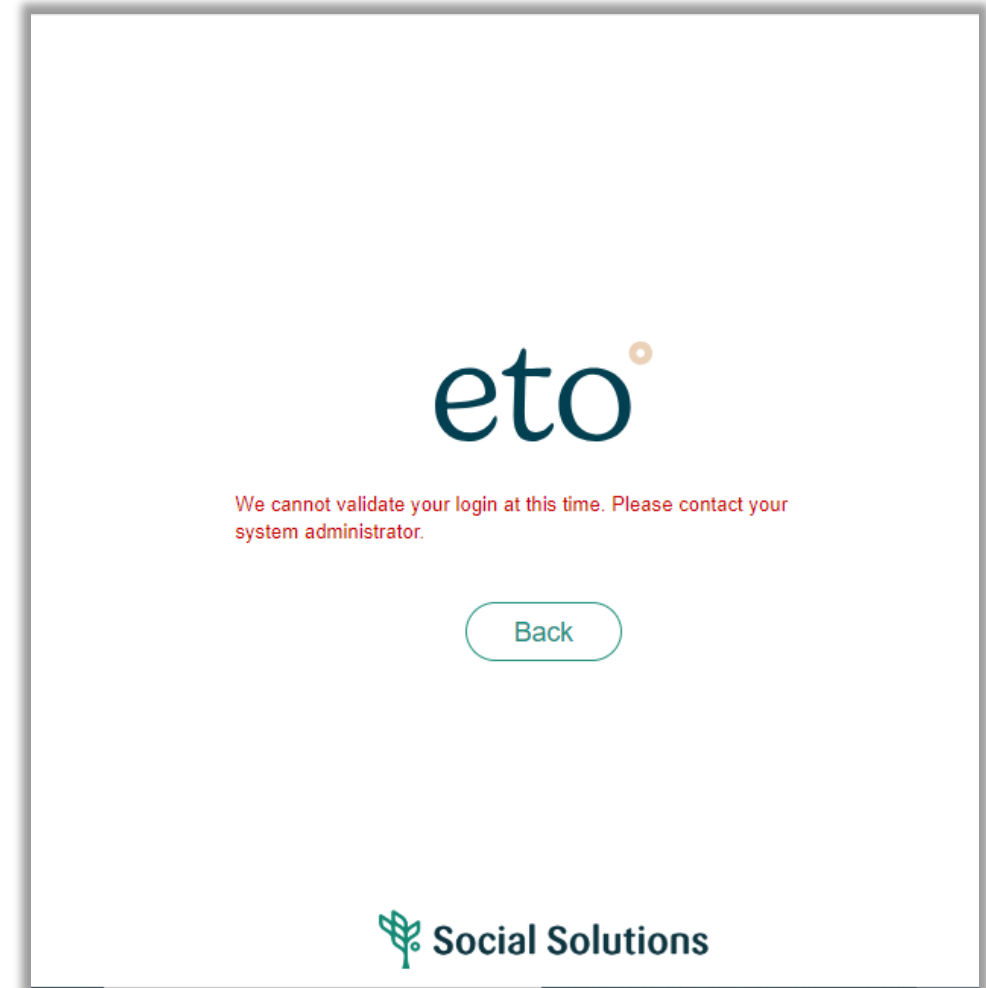 eto
We cannot validate your login at this time. Please contact your
system administrator.
Back
Social Solutions